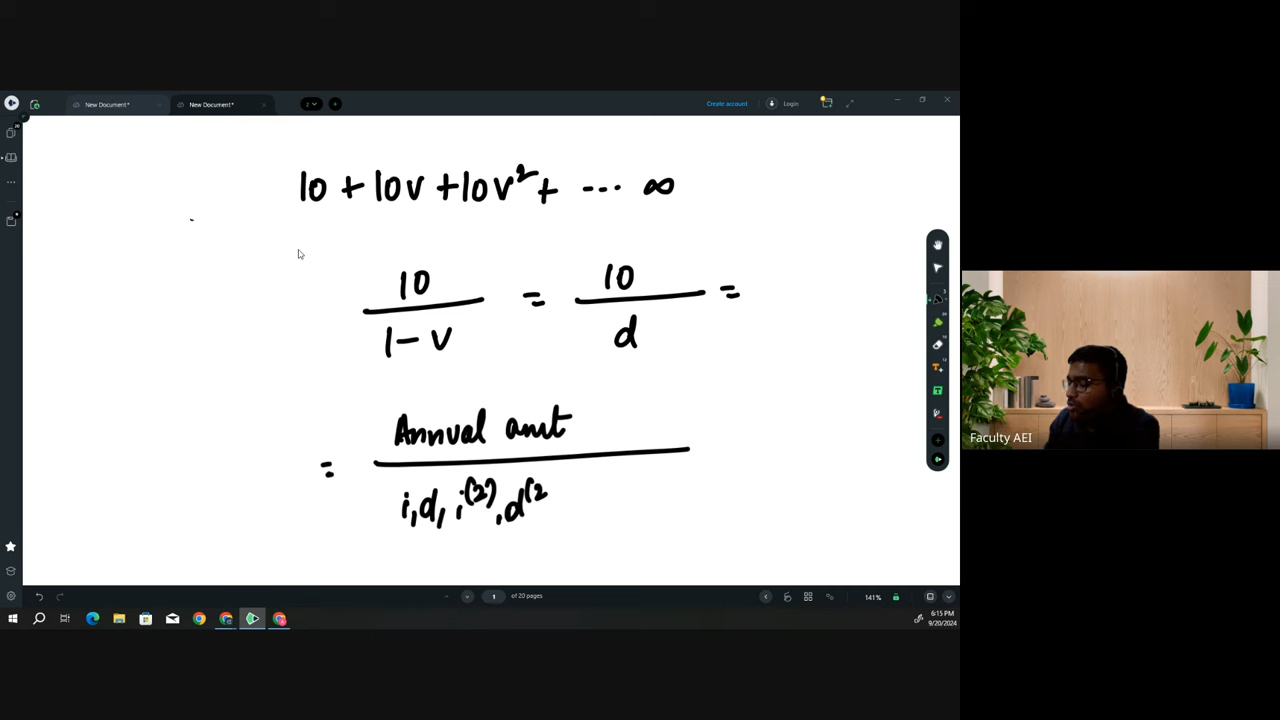 New Document*
New Document*
2
Create account
Login
10 + 10v + 10v² + ... ∞
10
1 - v
=
10
d
=
= Annual amt
i, d, i⁽²⁾, d⁽²
Faculty AEI
1 of 20 pages
141%
6:15 PM
9/20/2024